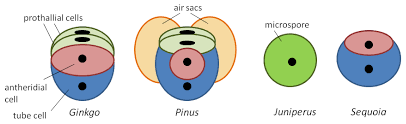 prothallial cells
air sacs
microspore
antheridial
cell
tube cell
Ginkgo
Pinus
Juniperus
Sequoia